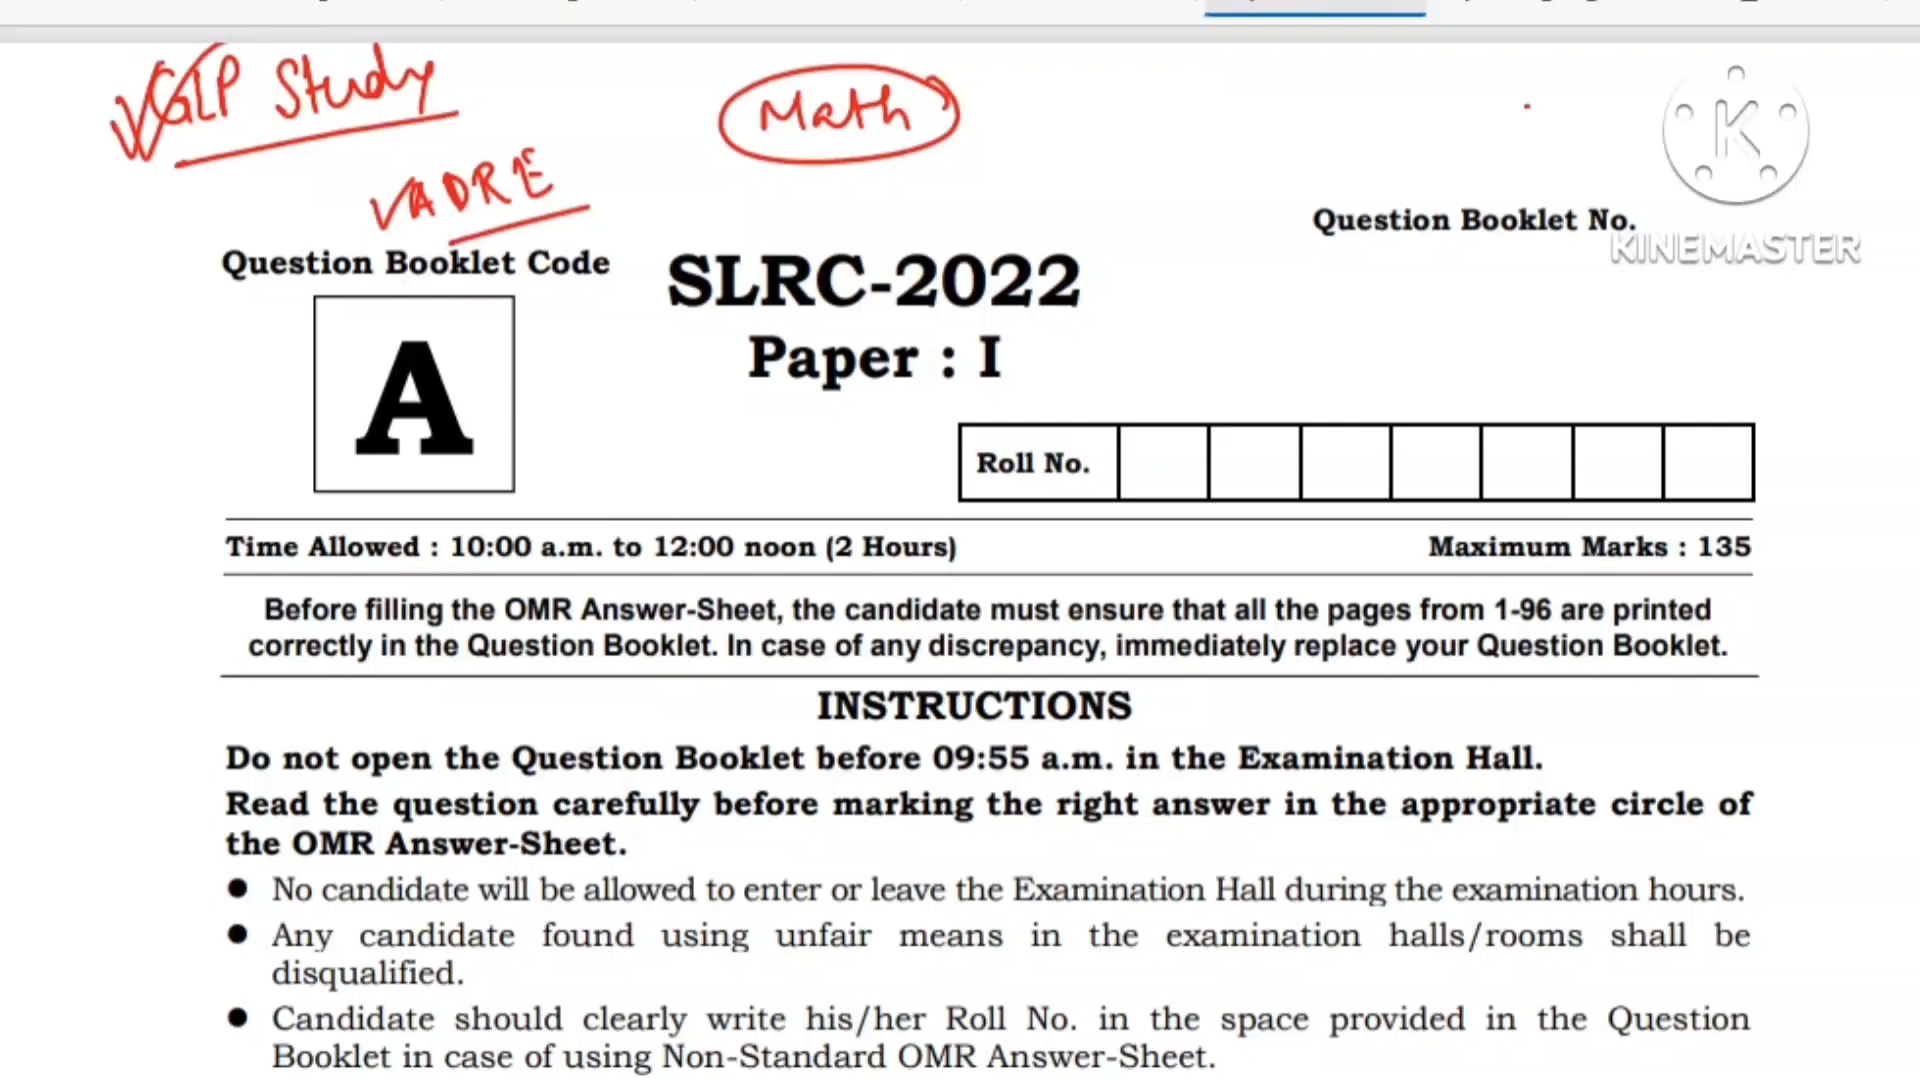 GLP Study
Math
ADRE
Question Booklet No.
KINEMASTER
Question Booklet Code
SLRC-2022
A
Paper : I
Roll No.
Time Allowed : 10:00 a.m. to 12:00 noon (2 Hours)
Maximum Marks : 135
Before filling the OMR Answer-Sheet, the candidate must ensure that all the pages from 1-96 are printed
correctly in the Question Booklet. In case of any discrepancy, immediately replace your Question Booklet.
INSTRUCTIONS
Do not open the Question Booklet before 09:55 a.m. in the Examination Hall.
Read the question carefully before marking the right answer in the appropriate circle of
the OMR Answer-Sheet.
● No candidate will be allowed to enter or leave the Examination Hall during the examination hours.
● Any candidate found using unfair means in the examination halls/rooms shall be
disqualified.
● Candidate should clearly write his/her Roll No. in the space provided in the Question
Booklet in case of using Non-Standard OMR Answer-Sheet.